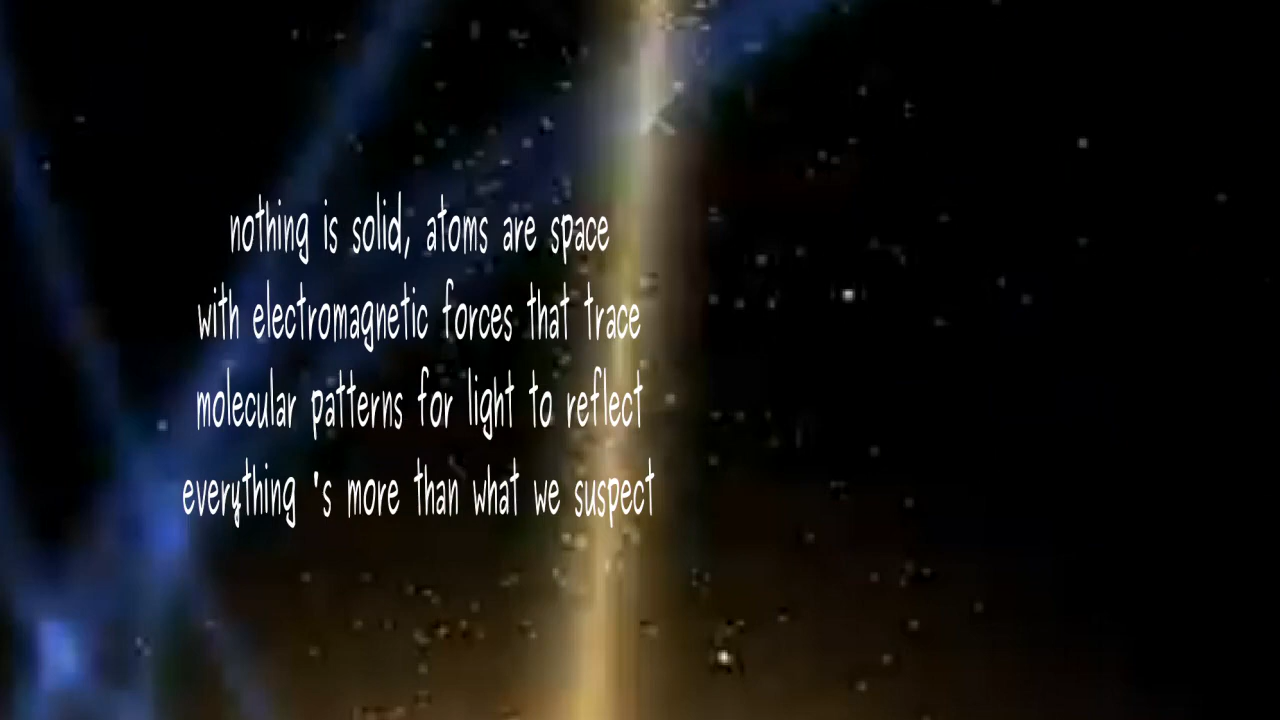 nothing is solid, atoms are space
with electromagnetic forces that trace
molecular patterns for light to reflect
everything 's more than what we suspect